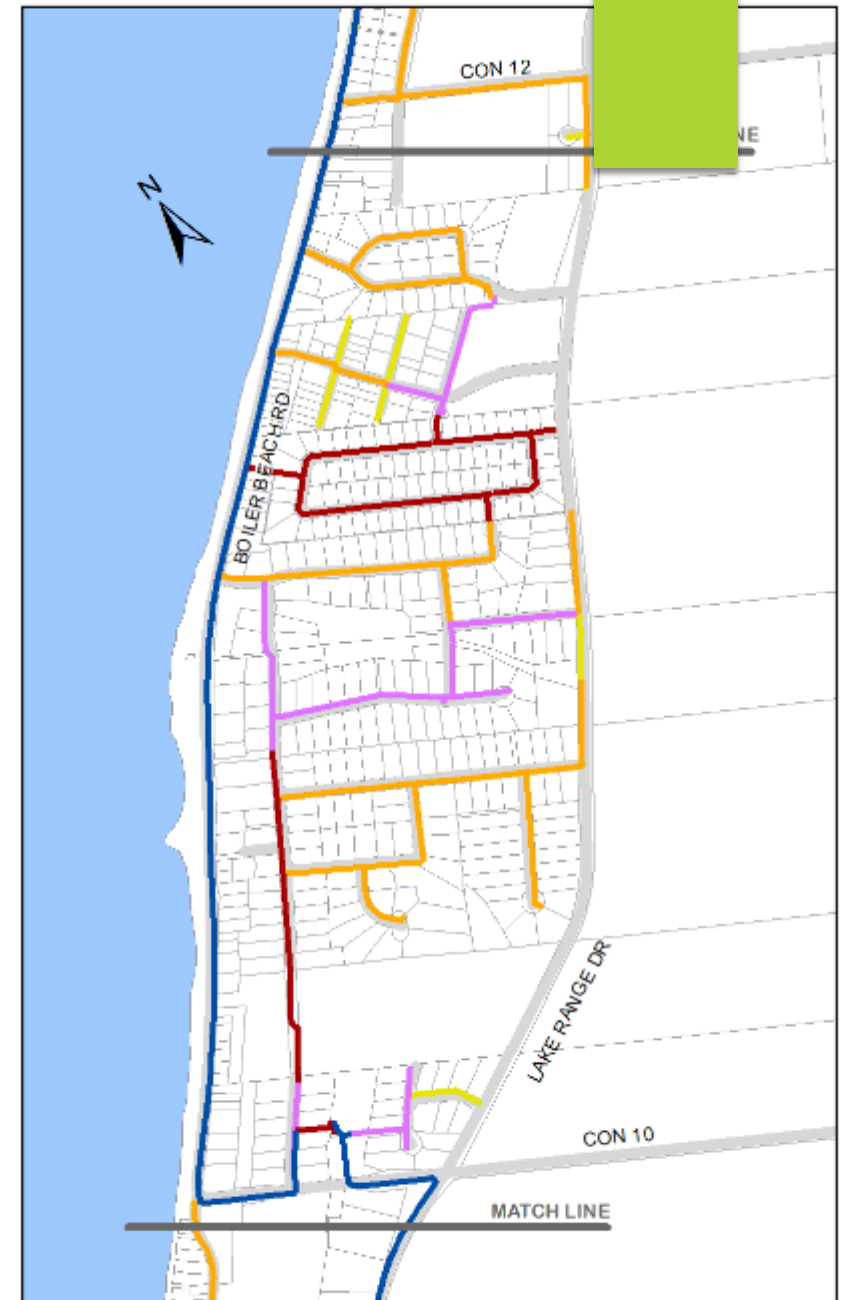 CON 12
NE
N
BOILER BEACH RD
LAKE RANGE DR
CON 10
MATCH LINE